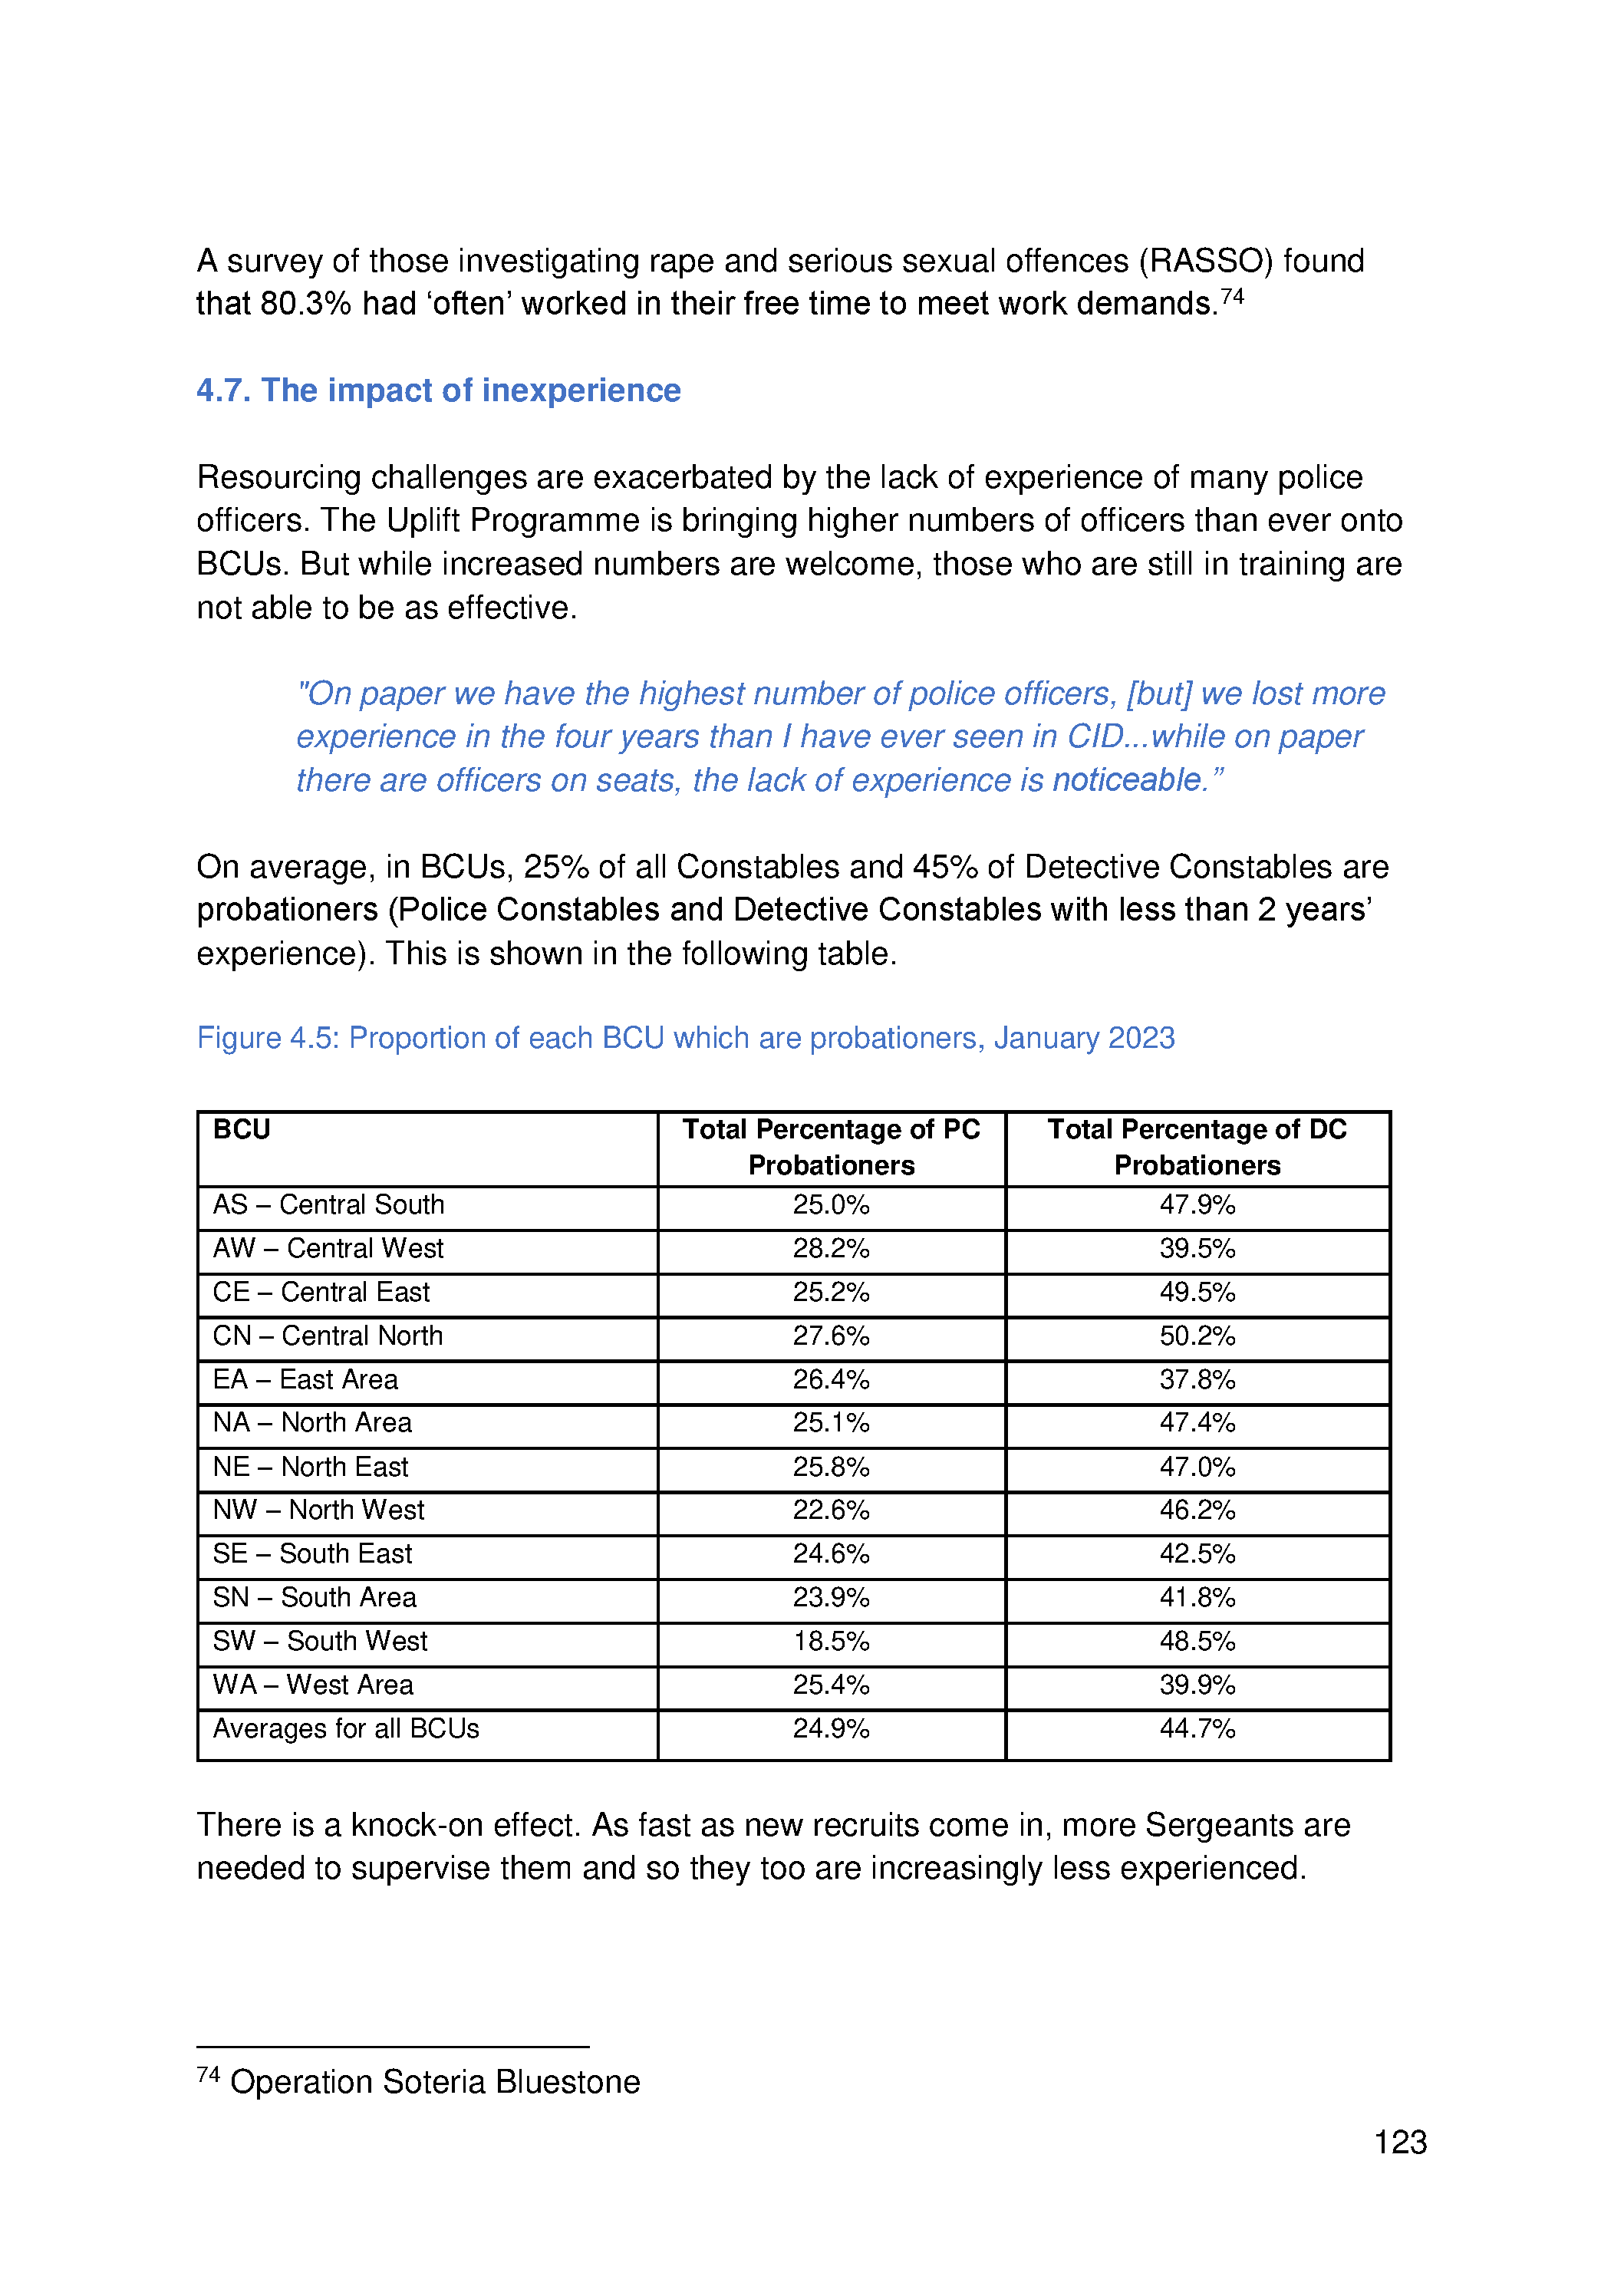 A survey of those investigating rape and serious sexual offences (RASSO) found
that 80.3% had ‘often’ worked in their free time to meet work demands.74
4.7. The impact of inexperience
Resourcing challenges are exacerbated by the lack of experience of many police
officers. The Uplift Programme is bringing higher numbers of officers than ever onto
BCUs. But while increased numbers are welcome, those who are still in training are
not able to be as effective.
"On paper we have the highest number of police officers, [but] we lost more
experience in the four years than I have ever seen in CID...while on paper
there are officers on seats, the lack of experience is noticeable.”
On average, in BCUs, 25% of all Constables and 45% of Detective Constables are
probationers (Police Constables and Detective Constables with less than 2 years’
experience). This is shown in the following table.
Figure 4.5: Proportion of each BCU which are probationers, January 2023
BCU Total Percentage of PC Total Percentage of DC
Probationers Probationers
AS – Central South 25.0% 47.9%
AW – Central West 28.2% 39.5%
CE – Central East 25.2% 49.5%
CN – Central North 27.6% 50.2%
EA – East Area 26.4% 37.8%
NA – North Area 25.1% 47.4%
NE – North East 25.8% 47.0%
NW – North West 22.6% 46.2%
SE – South East 24.6% 42.5%
SN – South Area 23.9% 41.8%
SW – South West 18.5% 48.5%
WA – West Area 25.4% 39.9%
Averages for all BCUs 24.9% 44.7%
There is a knock-on effect. As fast as new recruits come in, more Sergeants are
needed to supervise them and so they too are increasingly less experienced.
74 Operation Soteria Bluestone
123